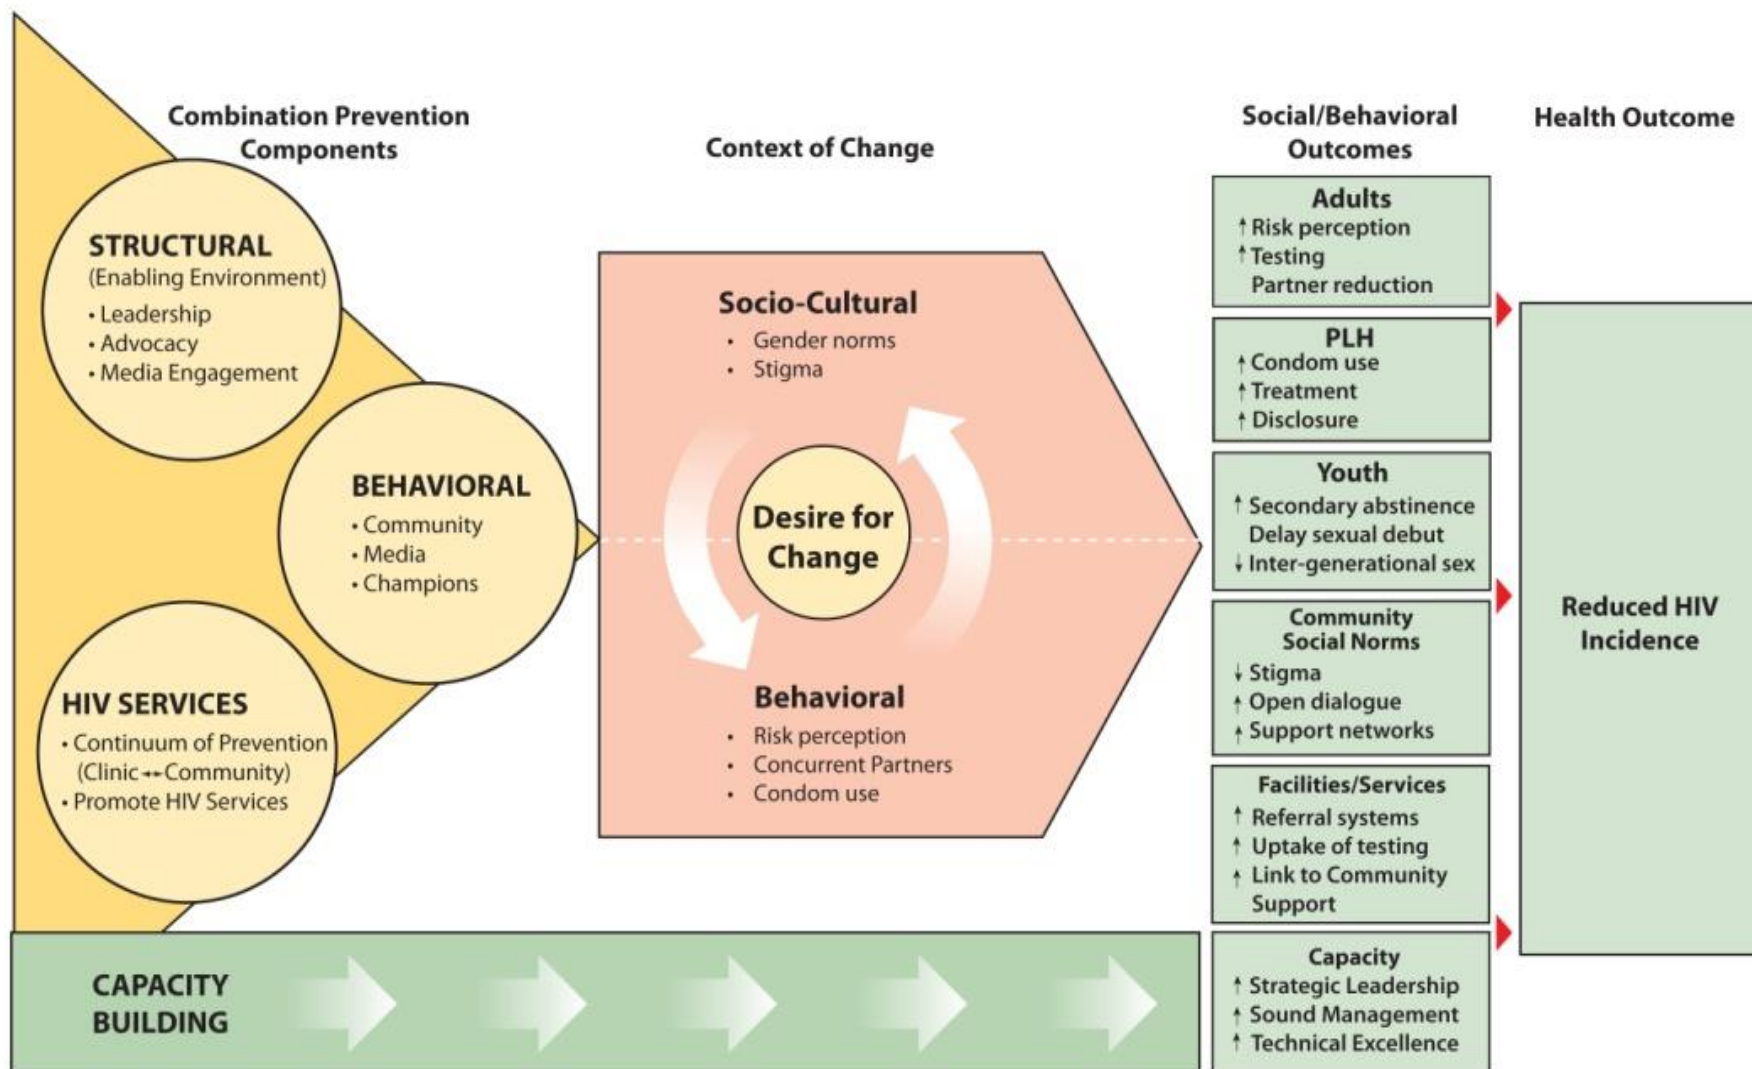 Combination Prevention
Components
STRUCTURAL
(Enabling Environment)
• Leadership
• Advocacy
• Media Engagement
BEHAVIORAL
• Community
• Media
• Champions
HIV SERVICES
• Continuum of Prevention
(Clinic ↔ Community)
• Promote HIV Services
CAPACITY
BUILDING
Context of Change
Socio-Cultural
• Gender norms
• Stigma
Desire for
Change
Behavioral
• Risk perception
• Concurrent Partners
• Condom use
Social/Behavioral
Outcomes
Adults
↑ Risk perception
↑ Testing
Partner reduction
PLH
↑ Condom use
↑ Treatment
↑ Disclosure
Youth
↑ Secondary abstinence
Delay sexual debut
↓ Inter-generational sex
Community
Social Norms
↓ Stigma
↑ Open dialogue
↑ Support networks
Facilities/Services
↑ Referral systems
↑ Uptake of testing
↑ Link to Community
Support
Capacity
↑ Strategic Leadership
↑ Sound Management
↑ Technical Excellence
Health Outcome
Reduced HIV
Incidence